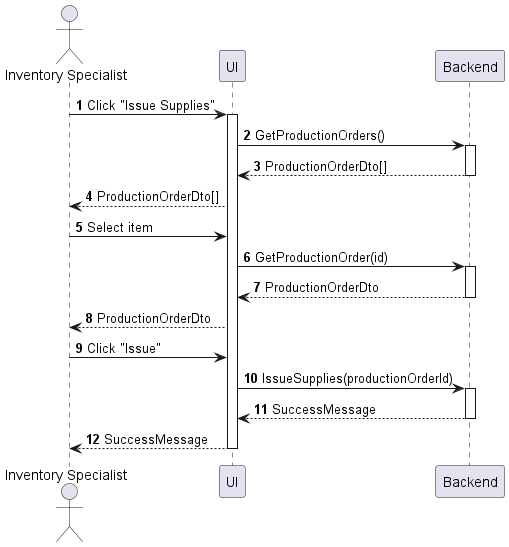 Inventory Specialist
UI
Backend
1 Click "Issue Supplies"
2 GetProductionOrders()
3 ProductionOrderDto[]
4 ProductionOrderDto[]
5 Select item
6 GetProductionOrder(id)
7 ProductionOrderDto
8 ProductionOrderDto
9 Click "Issue"
10 IssueSupplies(productionOrderId)
11 SuccessMessage
12 SuccessMessage
Inventory Specialist
UI
Backend